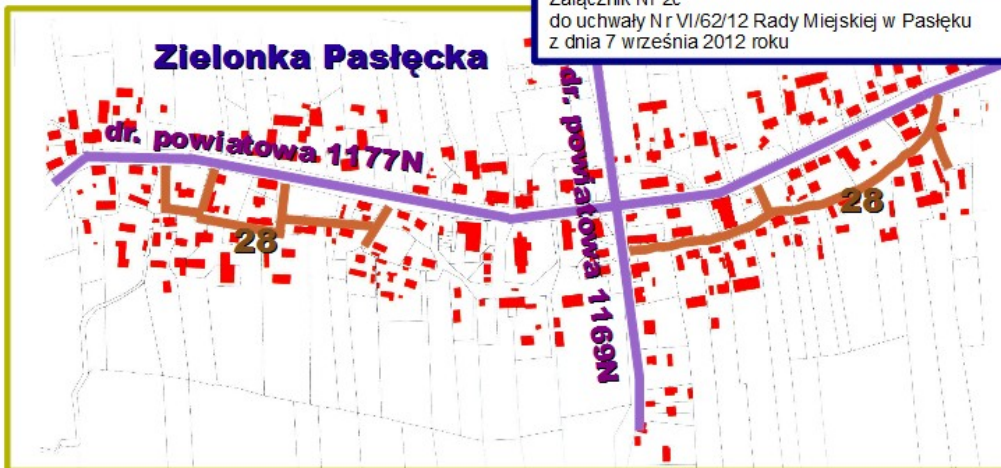 Załącznik Nr 2c
do uchwały Nr VI/62/12 Rady Miejskiej w Pasłęku
z dnia 7 września 2012 roku
Zielonka Pasłęcka
dr. powiatowa 1177N
dr. powiatowa 1169N
28
28